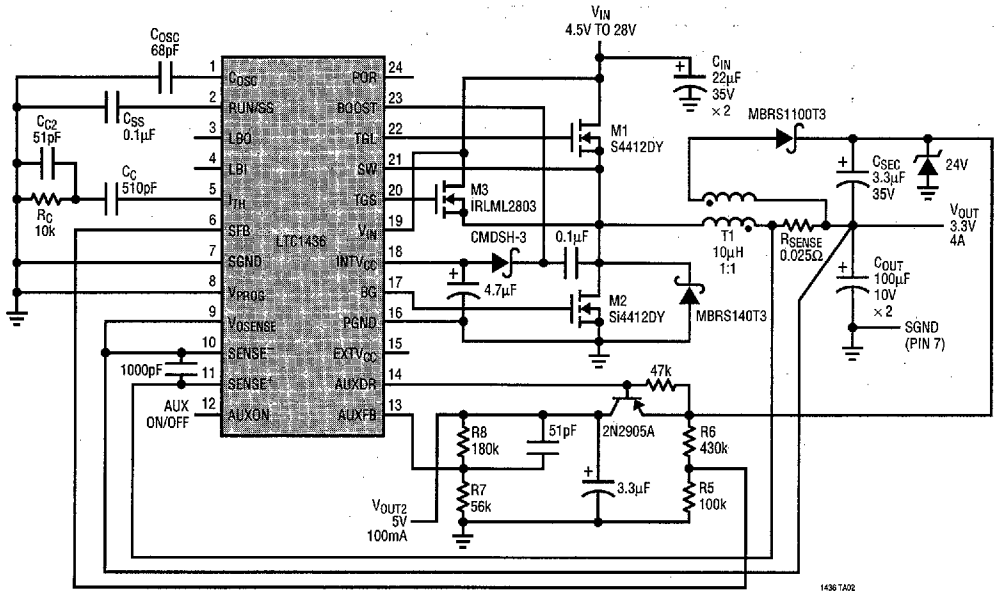 VIN
4.5V TO 28V
COSC
68pF
CSS
0.1µF
CC2
51pF
CC
510pF
RC
10k
1
2
3
4
5
6
7
8
9
10
11
12
COSC
RUN/SS
LBO
LBI
ITH
SFB
SGND
VPROG
VOSENSE
SENSE–
SENSE+
AUXON
LTC1436
POR
BOOST
TGL
SW
TGS
VIN
INTVCC
BG
PGND
EXTVCC
AUXDR
AUXFB
24
23
22
21
20
19
18
17
16
15
14
13
1000pF
AUX
ON/OFF
M3
IRLML2803
CMDSH-3
0.1µF
4.7µF
M1
S4412DY
M2
Si4412DY
CIN
22µF
35V
× 2
MBRS1100T3
CSEC
3.3µF
35V
24V
T1
10µH
1:1
RSENSE
0.025Ω
VOUT
3.3V
4A
COUT
100µF
10V
× 2
SGND
(PIN 7)
MBRS140T3
47k
2N2905A
R8
180k
51pF
R6
430k
R7
56k
3.3µF
R5
100k
VOUT2
5V
100mA
1436 TA02